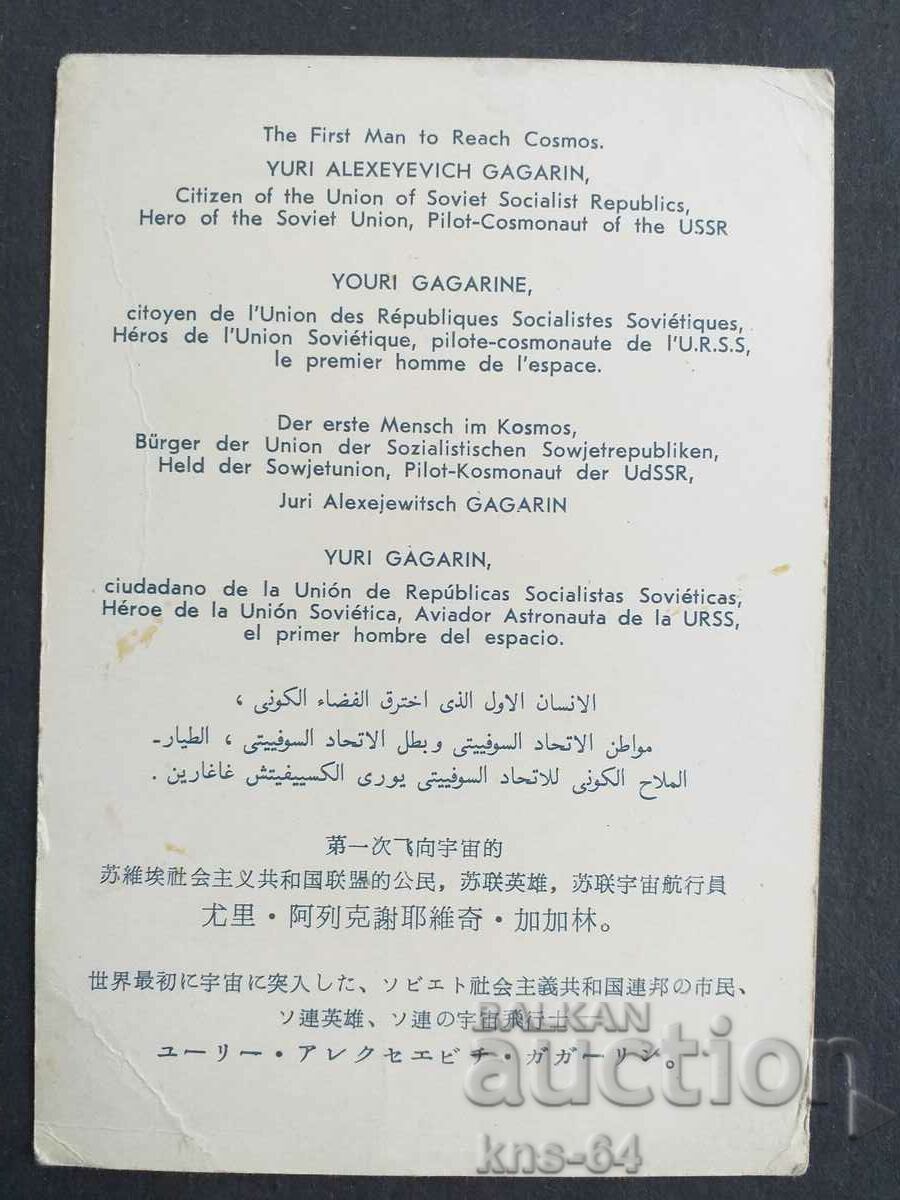 The First Man to Reach Cosmos.
YURI ALEXEYEVICH GAGARIN,
Citizen of the Union of Soviet Socialist Republics,
Hero of the Soviet Union, Pilot-Cosmonaut of the USSR
YOURI GAGARINE,
citoyen de l'Union des Républiques Socialistes Soviétiques,
Héros de l'Union Soviétique, pilote-cosmonaute de l'U.R.S.S,
le premier homme de l'espace.
Der erste Mensch im Kosmos,
Bürger der Union der Sozialistischen Sowjetrepubliken,
Held der Sowjetunion, Pilot-Kosmonaut der UdSSR,
Juri Alexejewitsch GAGARIN
YURI GAGARIN,
ciudadano de la Unión de Repúblicas Socialistas Soviéticas,
Héroe de la Unión Soviética, Aviador Astronauta de la URSS,
el primer hombre del espacio.
الانسان الاول الذى اخترق الفضاء الكونى ،
مواطن الاتحاد السوفييتى وبطل الاتحاد السوفييتى ، الطيار-
الملاح الكونى للاتحاد السوفييتى يورى الكسييفيتش غاغارين .
第一次飞向宇宙的
苏維埃社会主义共和国联盟的公民，苏联英雄，苏联宇宙航行員
尤里・阿列克謝耶維奇・加加林。
世界最初に宇宙に突入した、ソビエト社会主義共和国連邦の市民、
ソ連英雄、ソ連の宇宙飛行士ー
ユーリー・アレクセエビチ・ガガーリン。
BALKAN
auction
kns-64